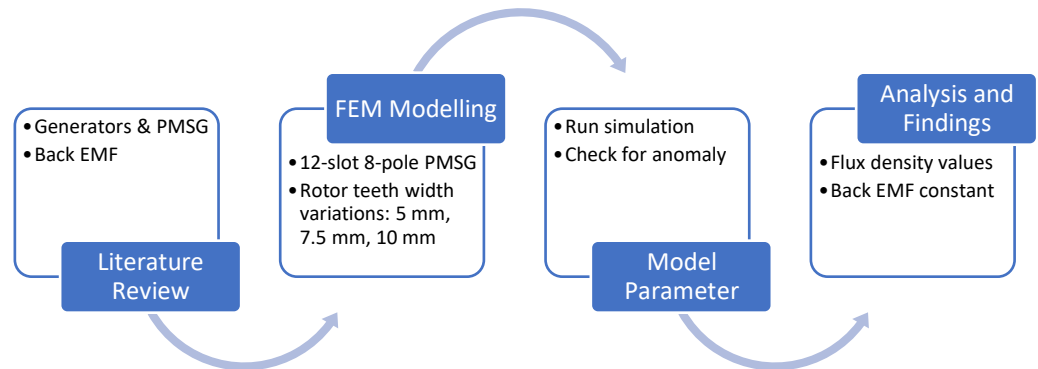 •Generators & PMSG
•Back EMF
Literature
Review
FEM Modelling
•12-slot 8-pole PMSG
•Rotor teeth width
variations: 5 mm,
7.5 mm, 10 mm
•Run simulation
•Check for anomaly
Model
Parameter
Analysis and
Findings
•Flux density values
•Back EMF constant